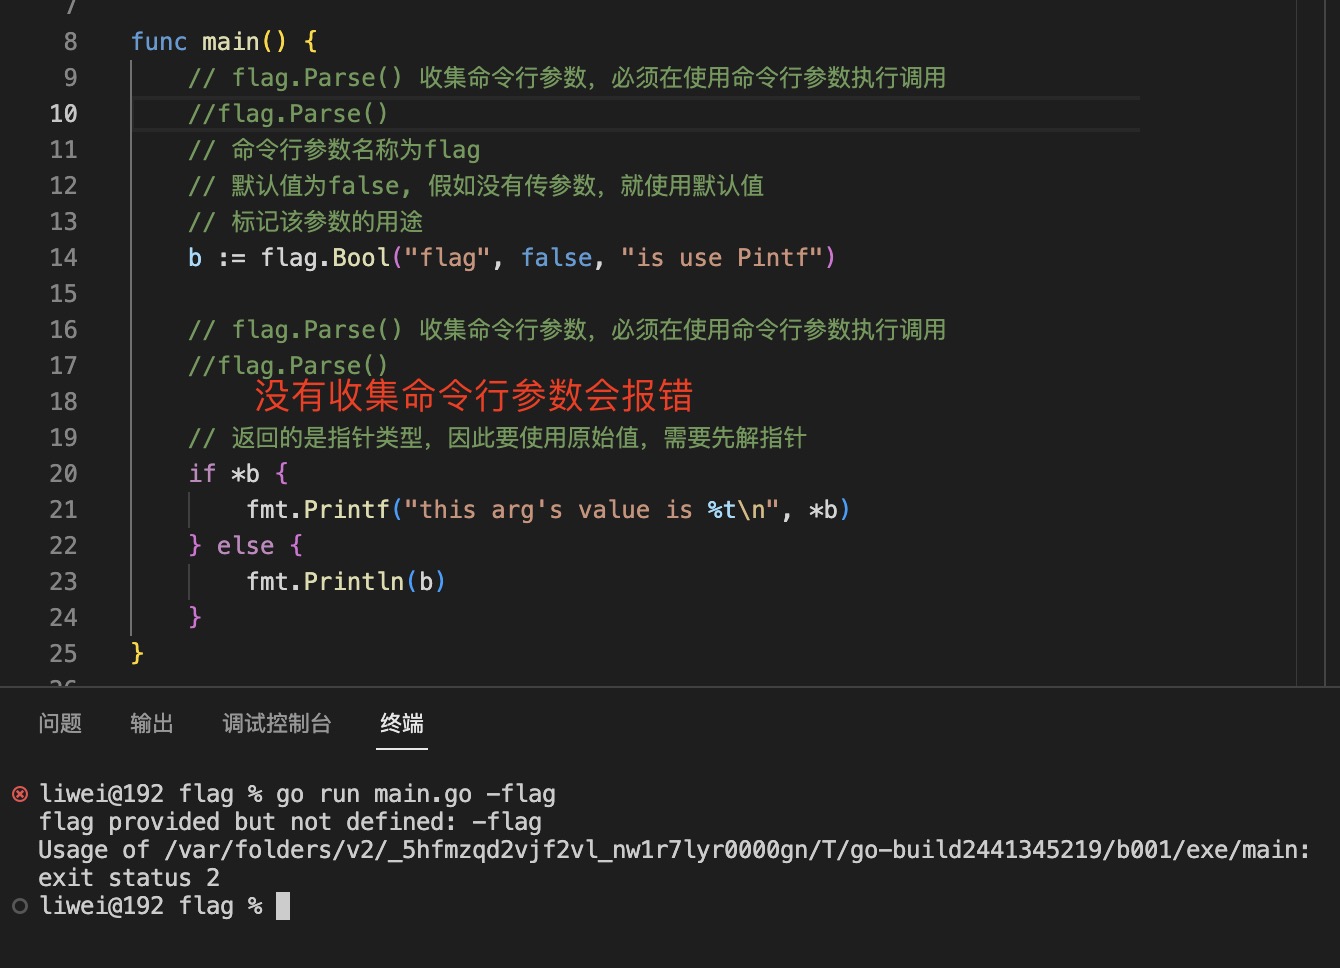 7
8 func main() {
9 // flag.Parse() 收集命令行参数，必须在使用命令行参数执行调用
10 //flag.Parse()
11 // 命令行参数名称为flag
12 // 默认值为false, 假如没有传参数，就使用默认值
13 // 标记该参数的用途
14 b := flag.Bool("flag", false, "is use Pintf")
15
16 // flag.Parse() 收集命令行参数，必须在使用命令行参数执行调用
17 //flag.Parse()
没有收集命令行参数会报错
18
19 // 返回的是指针类型，因此要使用原始值，需要先解指针
20 if *b {
21 fmt.Printf("this arg's value is %t\n", *b)
22 } else {
23 fmt.Println(b)
24 }
25 }
26
问题 输出 调试控制台 终端
liwei@192 flag % go run main.go -flag
flag provided but not defined: -flag
Usage of /var/folders/v2/_5hfmzqd2vjf2vl_nw1r7lyr0000gn/T/go-build2441345219/b001/exe/main:
exit status 2
liwei@192 flag %